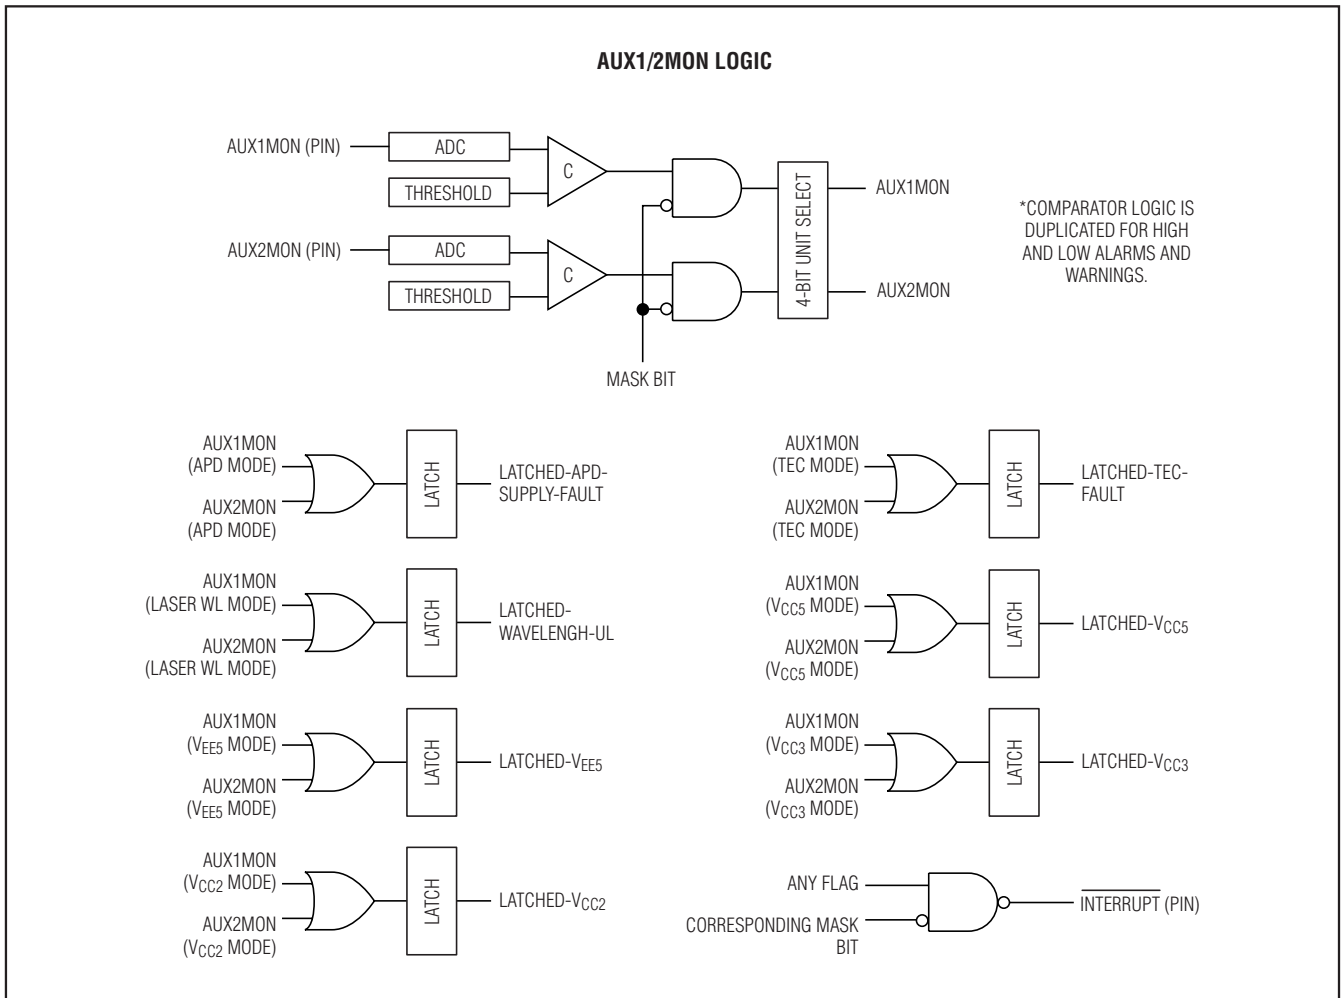 AUX1/2MON LOGIC
AUX1MON (PIN)
ADC
THRESHOLD
C
AUX2MON (PIN)
ADC
THRESHOLD
C
MASK BIT
4-BIT UNIT SELECT
AUX1MON
AUX2MON
*COMPARATOR LOGIC IS
DUPLICATED FOR HIGH
AND LOW ALARMS AND
WARNINGS.
AUX1MON
(APD MODE)
AUX2MON
(APD MODE)
LATCH
LATCHED-APD-
SUPPLY-FAULT
AUX1MON
(TEC MODE)
AUX2MON
(TEC MODE)
LATCH
LATCHED-TEC-
FAULT
AUX1MON
(LASER WL MODE)
AUX2MON
(LASER WL MODE)
LATCH
LATCHED-
WAVELENGH-UL
AUX1MON
(VCC5 MODE)
AUX2MON
(VCC5 MODE)
LATCH
LATCHED-VCC5
AUX1MON
(VEE5 MODE)
AUX2MON
(VEE5 MODE)
LATCH
LATCHED-VEE5
AUX1MON
(VCC3 MODE)
AUX2MON
(VCC3 MODE)
LATCH
LATCHED-VCC3
AUX1MON
(VCC2 MODE)
AUX2MON
(VCC2 MODE)
LATCH
LATCHED-VCC2
ANY FLAG
CORRESPONDING MASK
BIT
INTERRUPT (PIN)